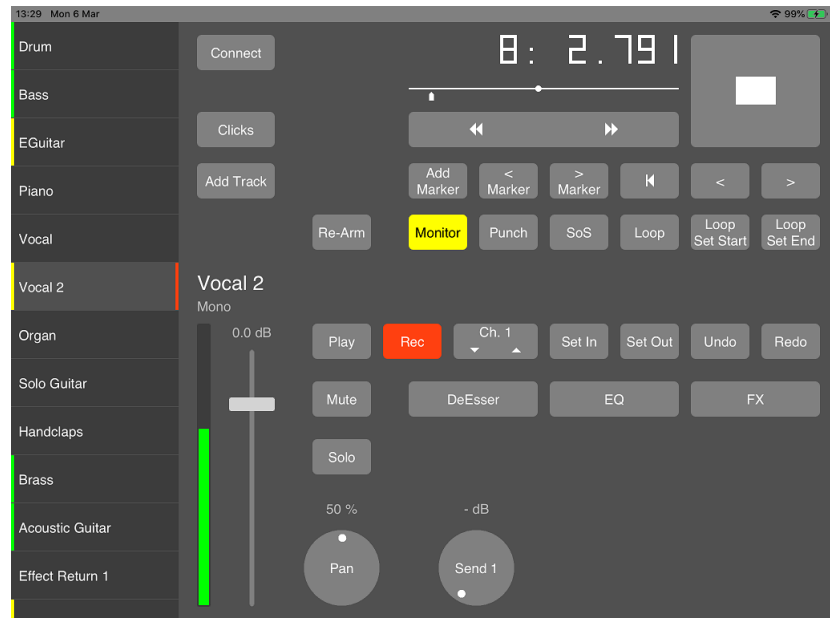 13:29 Mon 6 Mar
99%
Drum
Bass
EGuitar
Piano
Vocal
Vocal 2
Organ
Solo Guitar
Handclaps
Brass
Acoustic Guitar
Effect Return 1
Connect
8: 2.791
Clicks
Add Track
Add
Marker
<
Marker
>
Marker
<
>
Re-Arm
Monitor
Punch
SoS
Loop
Loop
Set Start
Loop
Set End
Vocal 2
Mono
0.0 dB
Play
Rec
Ch. 1
Set In
Set Out
Undo
Redo
Mute
DeEsser
EQ
FX
Solo
50 %
- dB
Pan
Send 1